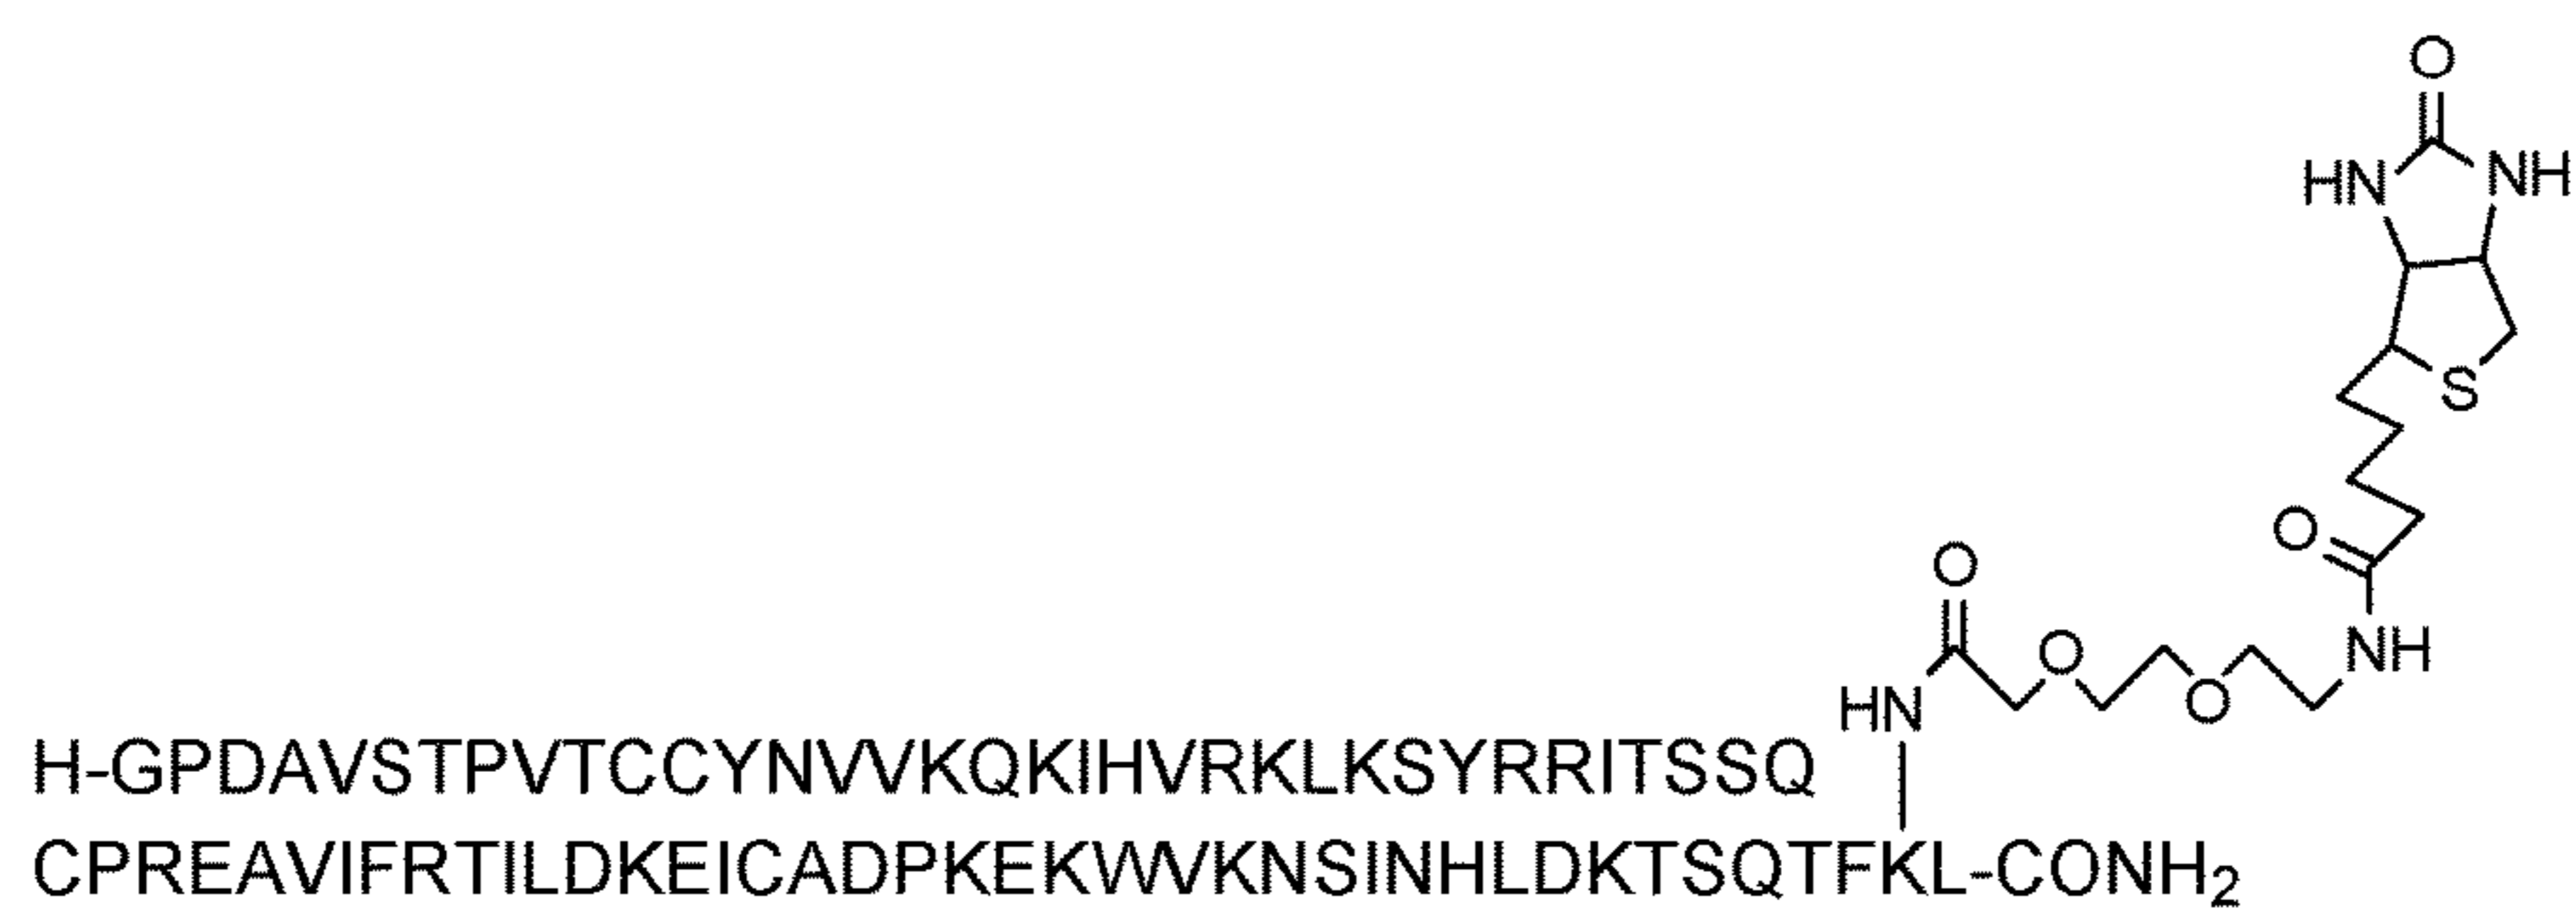 O
HN NH
S
O
O
O NH
HN O
H-GPDAVSTPVTCCYNVVKQKIHVRKLKSYRRITSSQ
CPREAVIFRTILDKEICADPKEKWVKNSINHLDKTSQTFKL-CONH₂